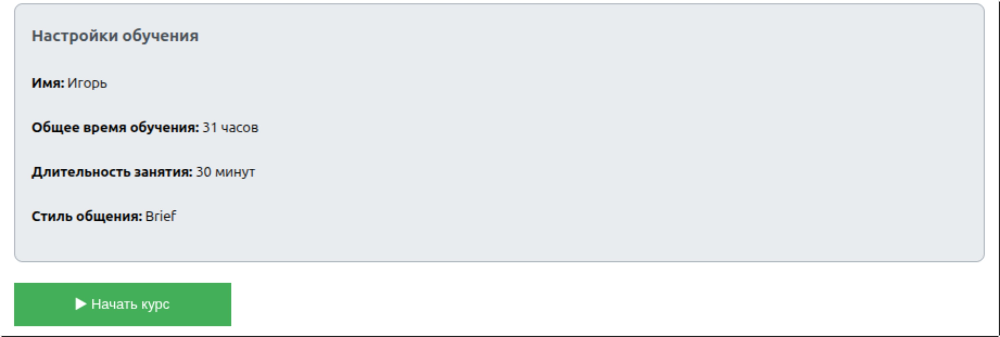 Настройки обучения
Имя: Игорь
Общее время обучения: 31 часов
Длительность занятия: 30 минут
Стиль общения: Brief
▶ Начать курс